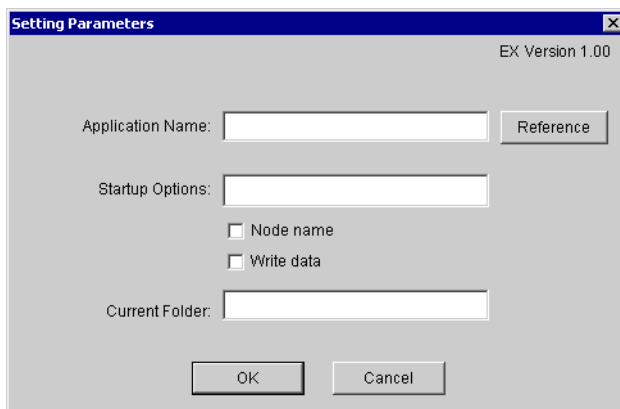 Setting Parameters
EX Version 1.00
Application Name:
Reference
Startup Options:
Node name
Write data
Current Folder:
OK
Cancel